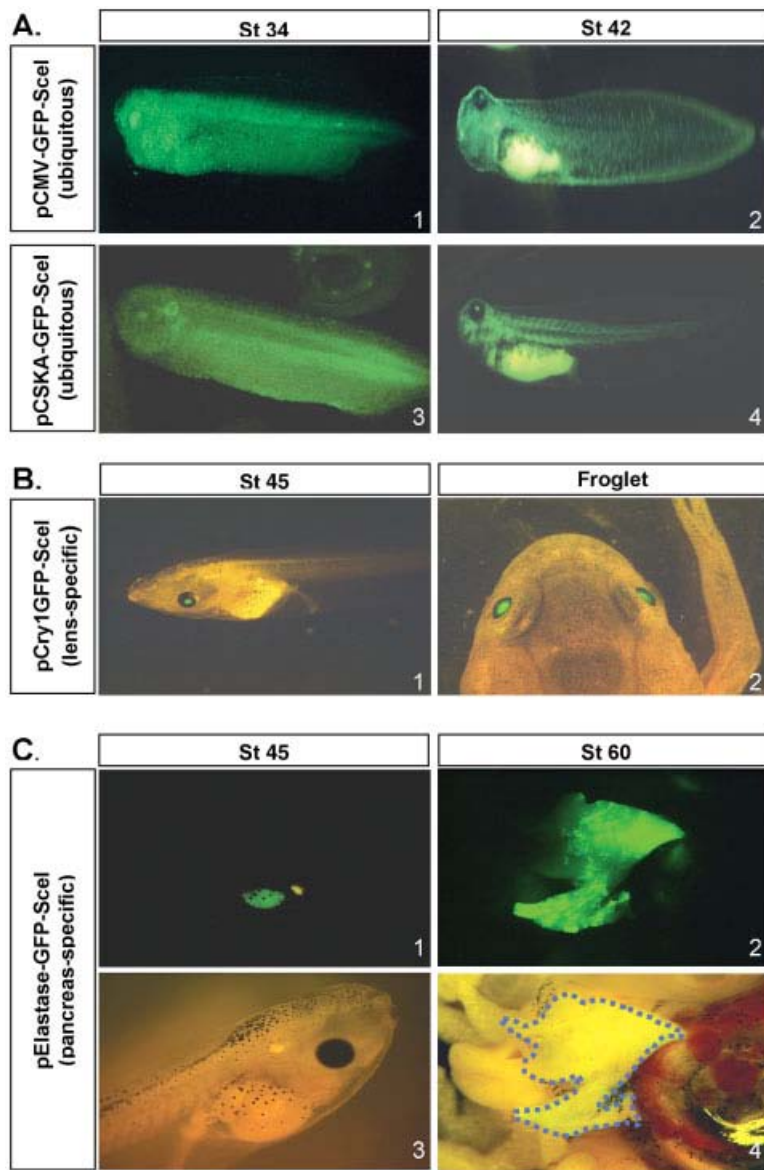 A.
St 34
St 42
pCMV-GFP-SceI
(ubiquitous)
1
2
pCSKA-GFP-SceI
(ubiquitous)
3
4
B.
St 45
Froglet
pCry1GFP-SceI
(lens-specific)
1
2
C.
St 45
St 60
pElastase-GFP-SceI
(pancreas-specific)
1
2
3
4